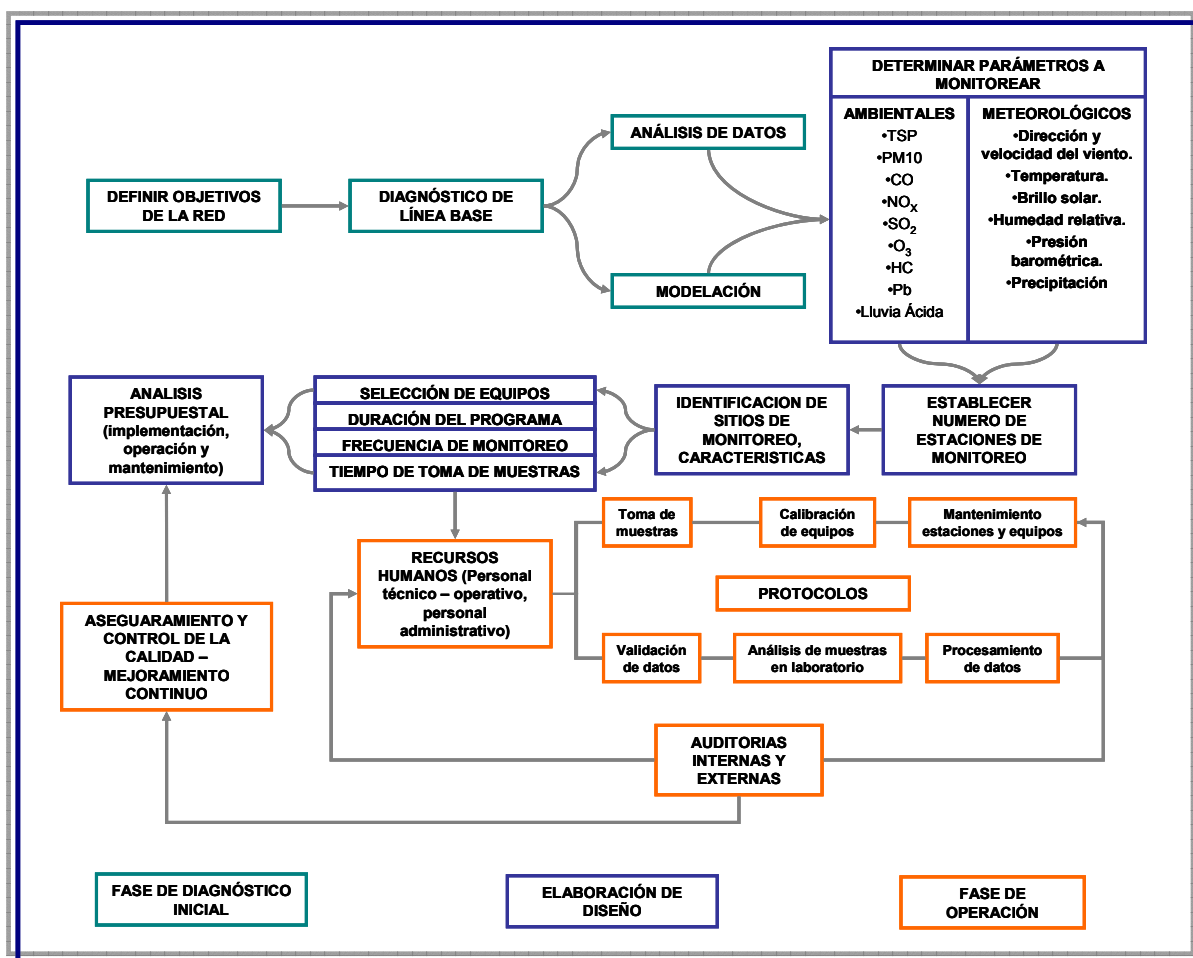 DETERMINAR PARÁMETROS A
MONITOREAR
AMBIENTALES
•TSP
•PM10
•CO
•NOX
•SO2
•O3
•HC
•Pb
•Lluvia Ácida
METEOROLÓGICOS
•Dirección y
velocidad del viento.
•Temperatura.
•Brillo solar.
•Humedad relativa.
•Presión
barométrica.
•Precipitación
ANÁLISIS DE DATOS
DEFINIR OBJETIVOS
DE LA RED
DIAGNÓSTICO DE
LÍNEA BASE
MODELACIÓN
ANALISIS
PRESUPUESTAL
(implementación,
operación y
mantenimiento)
SELECCIÓN DE EQUIPOS
DURACIÓN DEL PROGRAMA
FRECUENCIA DE MONITOREO
TIEMPO DE TOMA DE MUESTRAS
IDENTIFICACION DE
SITIOS DE
MONITOREO,
CARACTERISTICAS
ESTABLECER
NUMERO DE
ESTACIONES DE
MONITOREO
Toma de
muestras
Calibración
de equipos
Mantenimiento
estaciones y equipos
RECURSOS
HUMANOS (Personal
técnico – operativo,
personal
administrativo)
PROTOCOLOS
ASEGUARAMIENTO Y
CONTROL DE LA
CALIDAD –
MEJORAMIENTO
CONTINUO
Validación
de datos
Análisis de muestras
en laboratorio
Procesamiento
de datos
AUDITORIAS
INTERNAS Y
EXTERNAS
FASE DE DIAGNÓSTICO
INICIAL
ELABORACIÓN DE
DISEÑO
FASE DE
OPERACIÓN